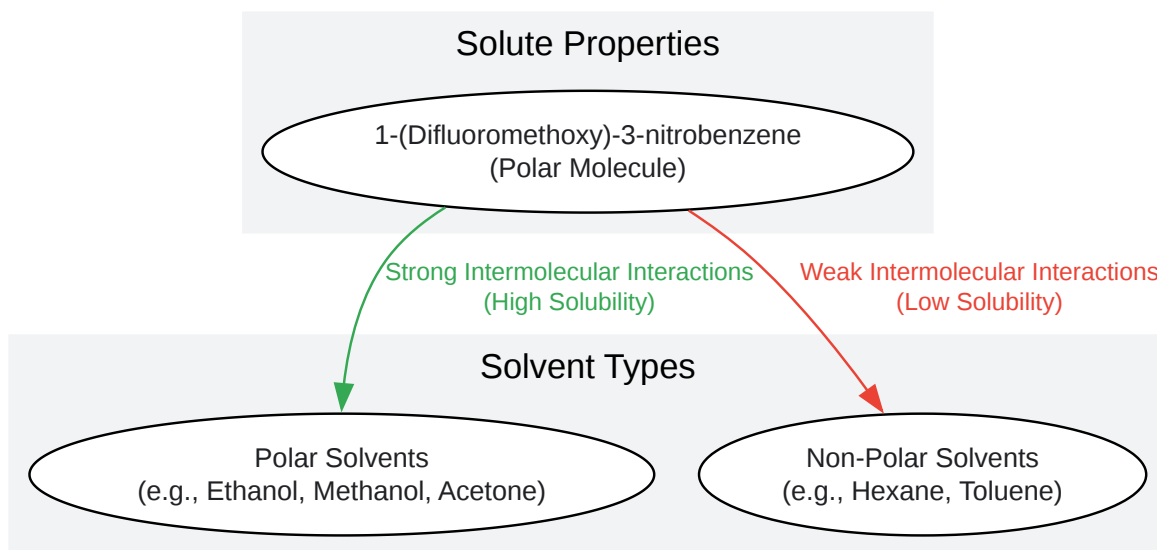 Solute Properties
1-(Difluoromethoxy)-3-nitrobenzene
(Polar Molecule)
Strong Intermolecular Interactions
(High Solubility)
Weak Intermolecular Interactions
(Low Solubility)
Solvent Types
Polar Solvents
(e.g., Ethanol, Methanol, Acetone)
Non-Polar Solvents
(e.g., Hexane, Toluene)